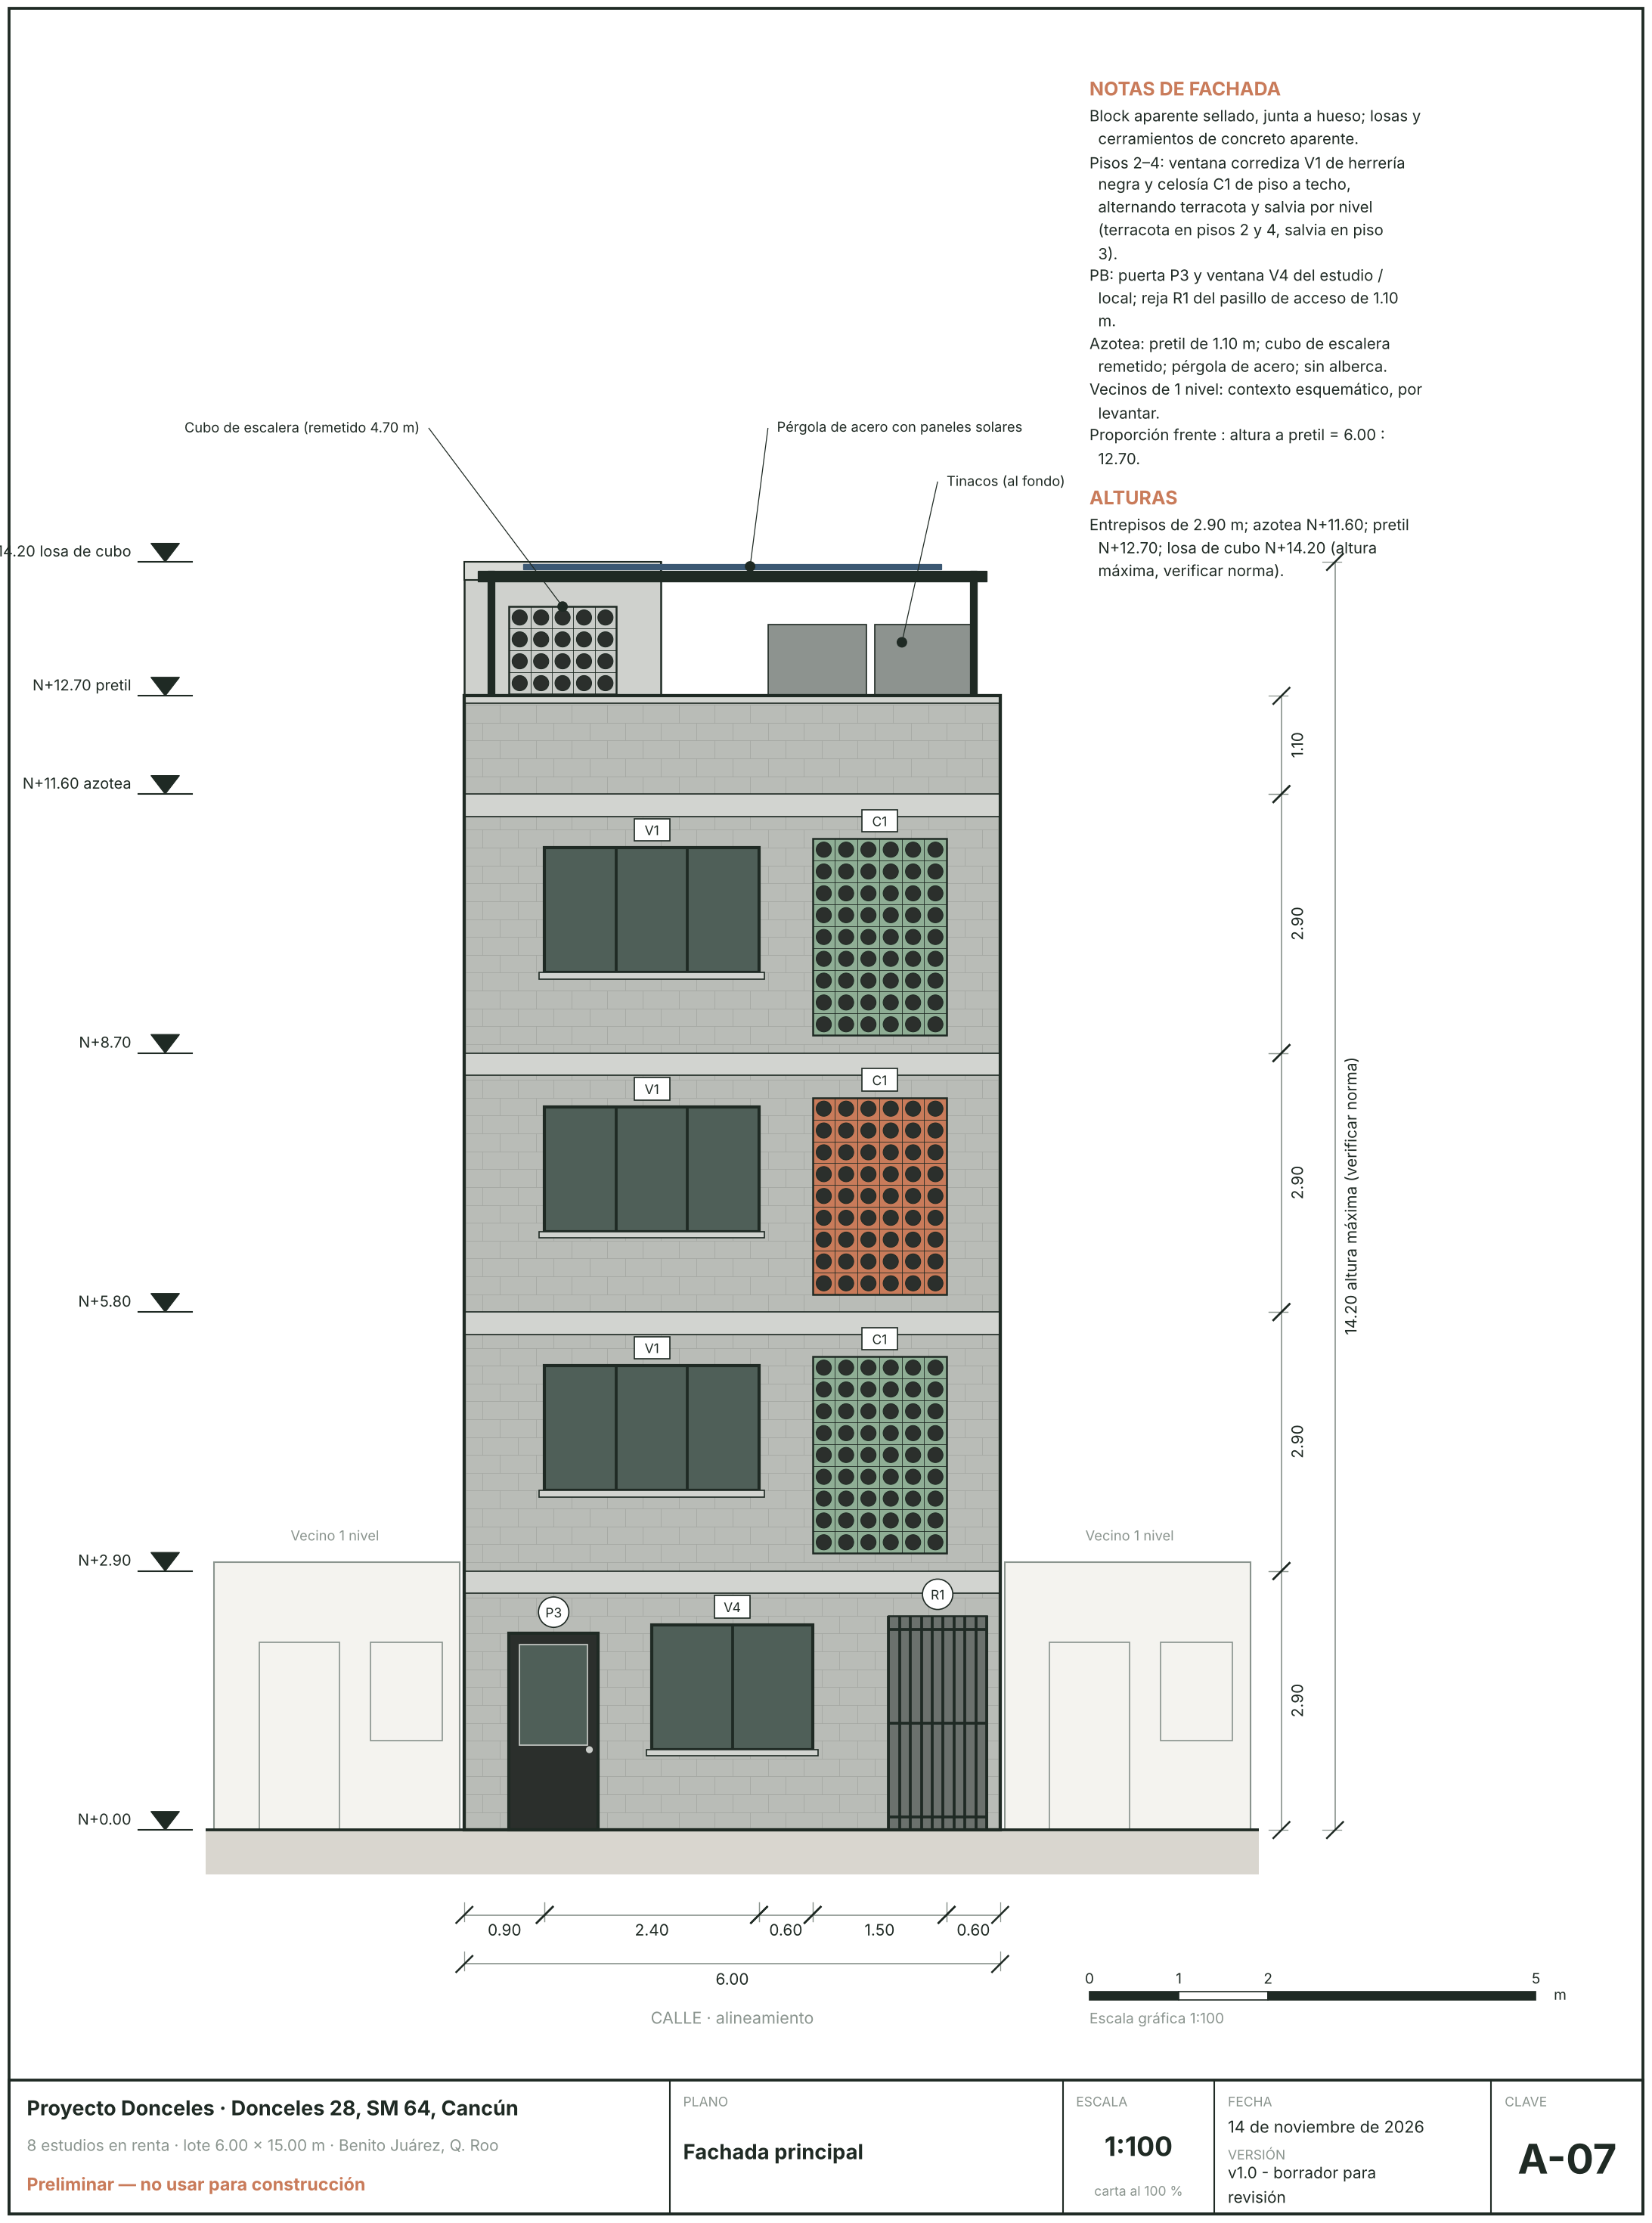 NOTAS DE FACHADA
Block aparente sellado, junta a hueso; losas y
cerramientos de concreto aparente.
Pisos 2–4: ventana corrediza V1 de herrería
negra y celosía C1 de piso a techo,
alternando terracota y salvia por nivel
(terracota en pisos 2 y 4, salvia en piso
3).
PB: puerta P3 y ventana V4 del estudio /
local; reja R1 del pasillo de acceso de 1.10
m.
Azotea: pretil de 1.10 m; cubo de escalera
remetido; pérgola de acero; sin alberca.
Vecinos de 1 nivel: contexto esquemático, por
levantar.
Proporción frente : altura a pretil = 6.00 :
12.70.
ALTURAS
Entrepisos de 2.90 m; azotea N+11.60; pretil
N+12.70; losa de cubo N+14.20 (altura
máxima, verificar norma).
Cubo de escalera (remetido 4.70 m)
Pérgola de acero con paneles solares
Tinacos (al fondo)
14.20 losa de cubo
N+12.70 pretil
1.10
N+11.60 azotea
V1
C1
2.90
N+8.70
V1
C1
2.90
14.20 altura máxima (verificar norma)
N+5.80
V1
C1
2.90
Vecino 1 nivel
Vecino 1 nivel
N+2.90
P3
V4
R1
2.90
N+0.00
0.90
2.40
0.60
1.50
0.60
6.00
CALLE · alineamiento
0
1
2
5
m
Escala gráfica 1:100
Proyecto Donceles · Donceles 28, SM 64, Cancún
8 estudios en renta · lote 6.00 × 15.00 m · Benito Juárez, Q. Roo
Preliminar — no usar para construcción
PLANO
Fachada principal
ESCALA
1:100
carta al 100 %
FECHA
14 de noviembre de 2026
VERSIÓN
v1.0 - borrador para
revisión
CLAVE
A-07